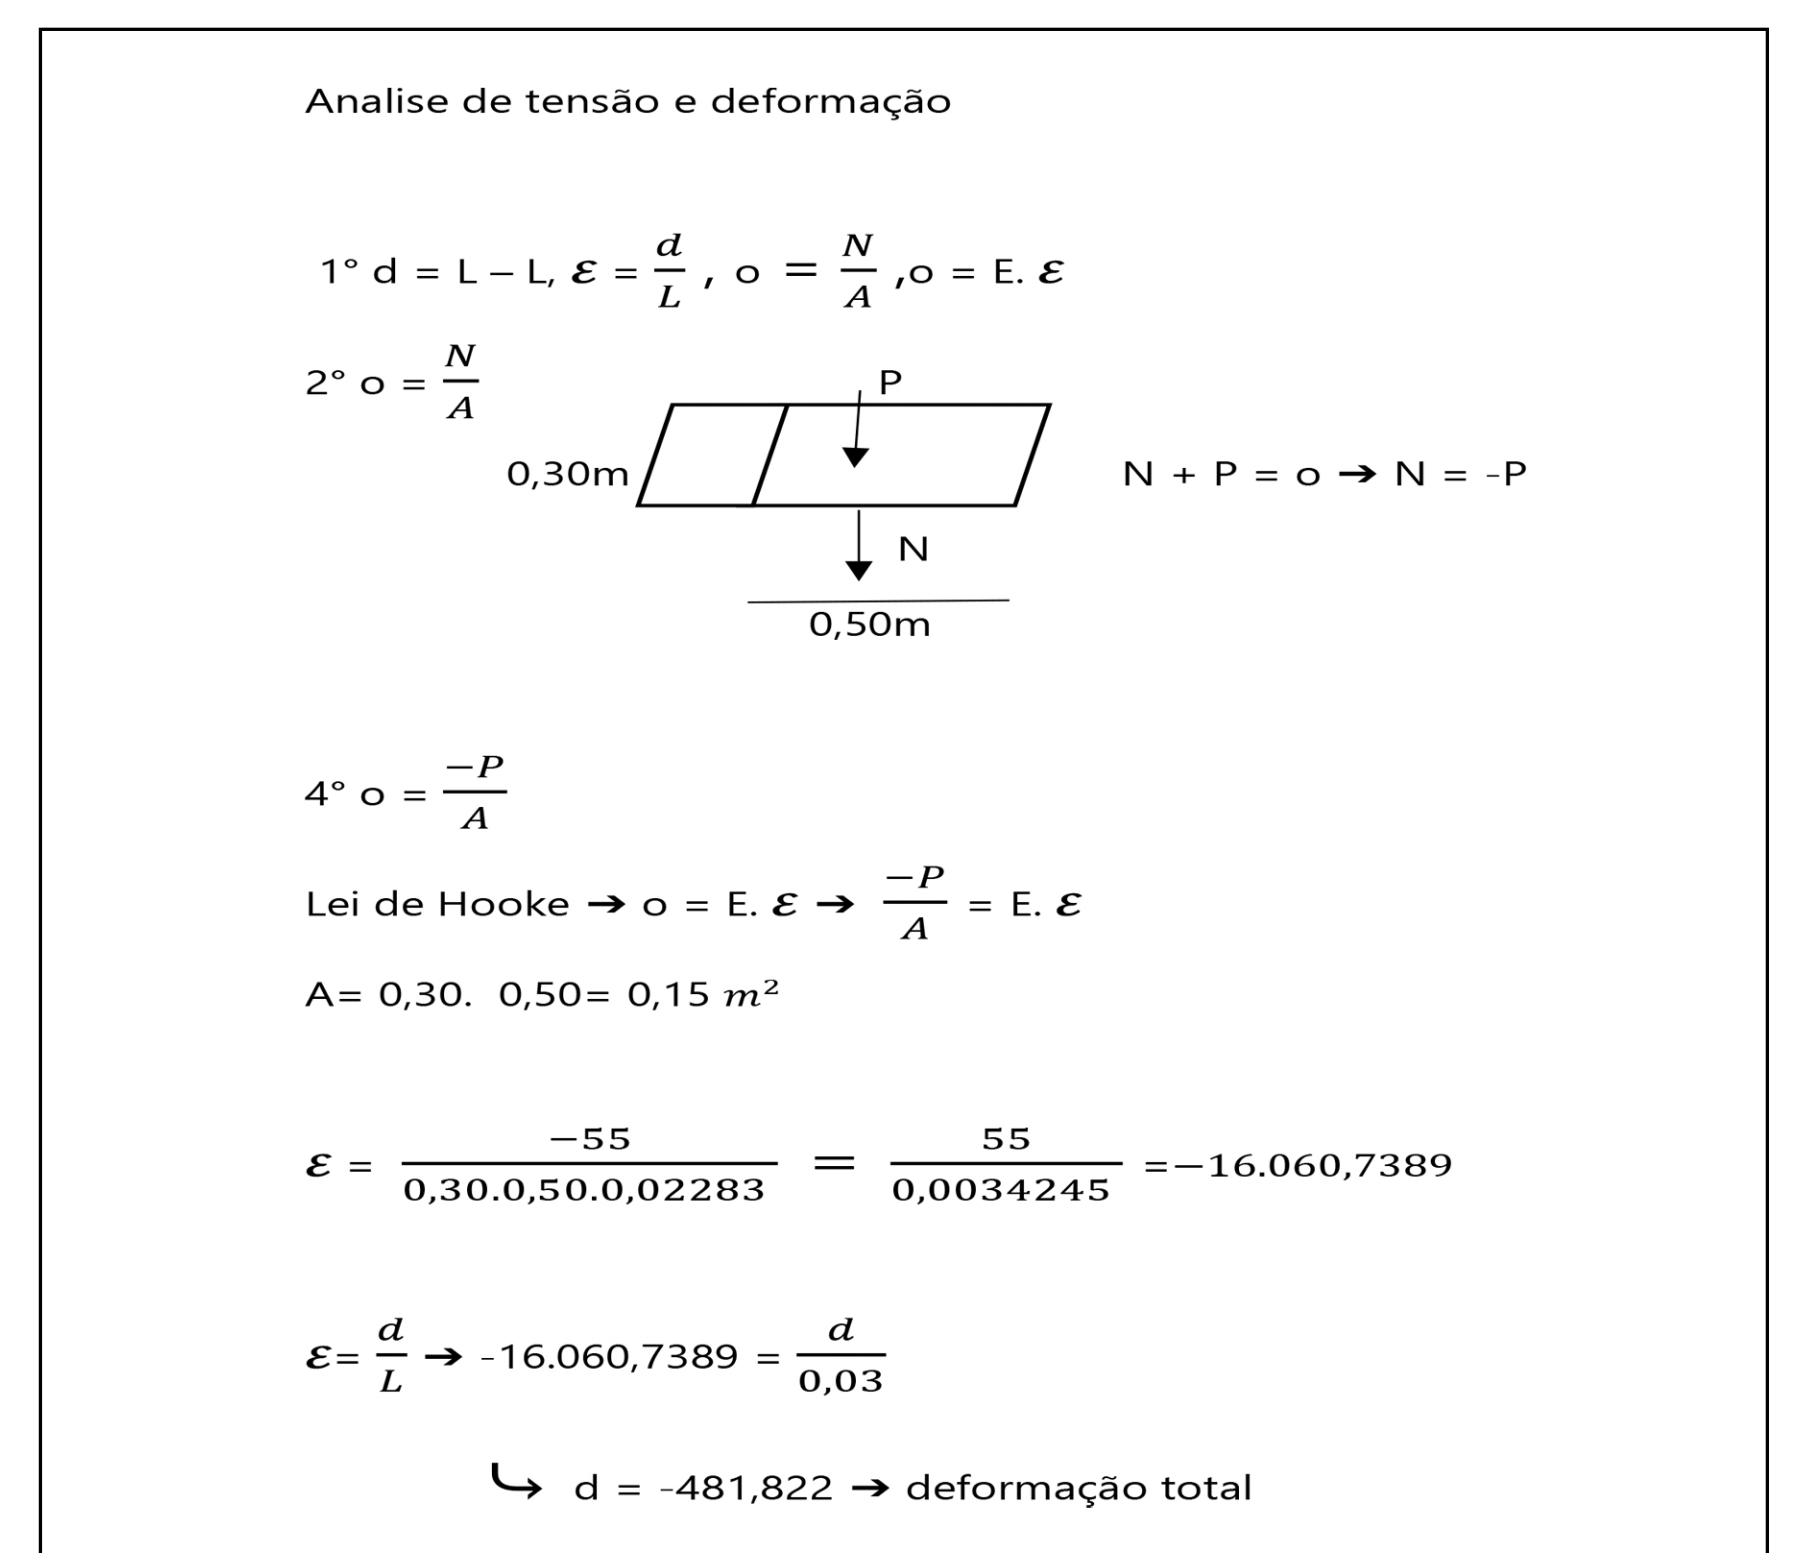 Analise de tensão e deformação
1° d = L – L, ε = d/L , o = N/A ,o = E. ε
2° o = N/A
P
0,30m
N + P = o ➔ N = -P
N
0,50m
4° o = −P/A
Lei de Hooke ➔ o = E. ε ➔ −P/A = E. ε
A= 0,30. 0,50= 0,15 m²
ε = −55/0,30.0,50.0,02283 = 55/0,0034245 =−16.060,7389
ε= d/L ➔ -16.060,7389 = d/0,03
d = -481,822 ➔ deformação total